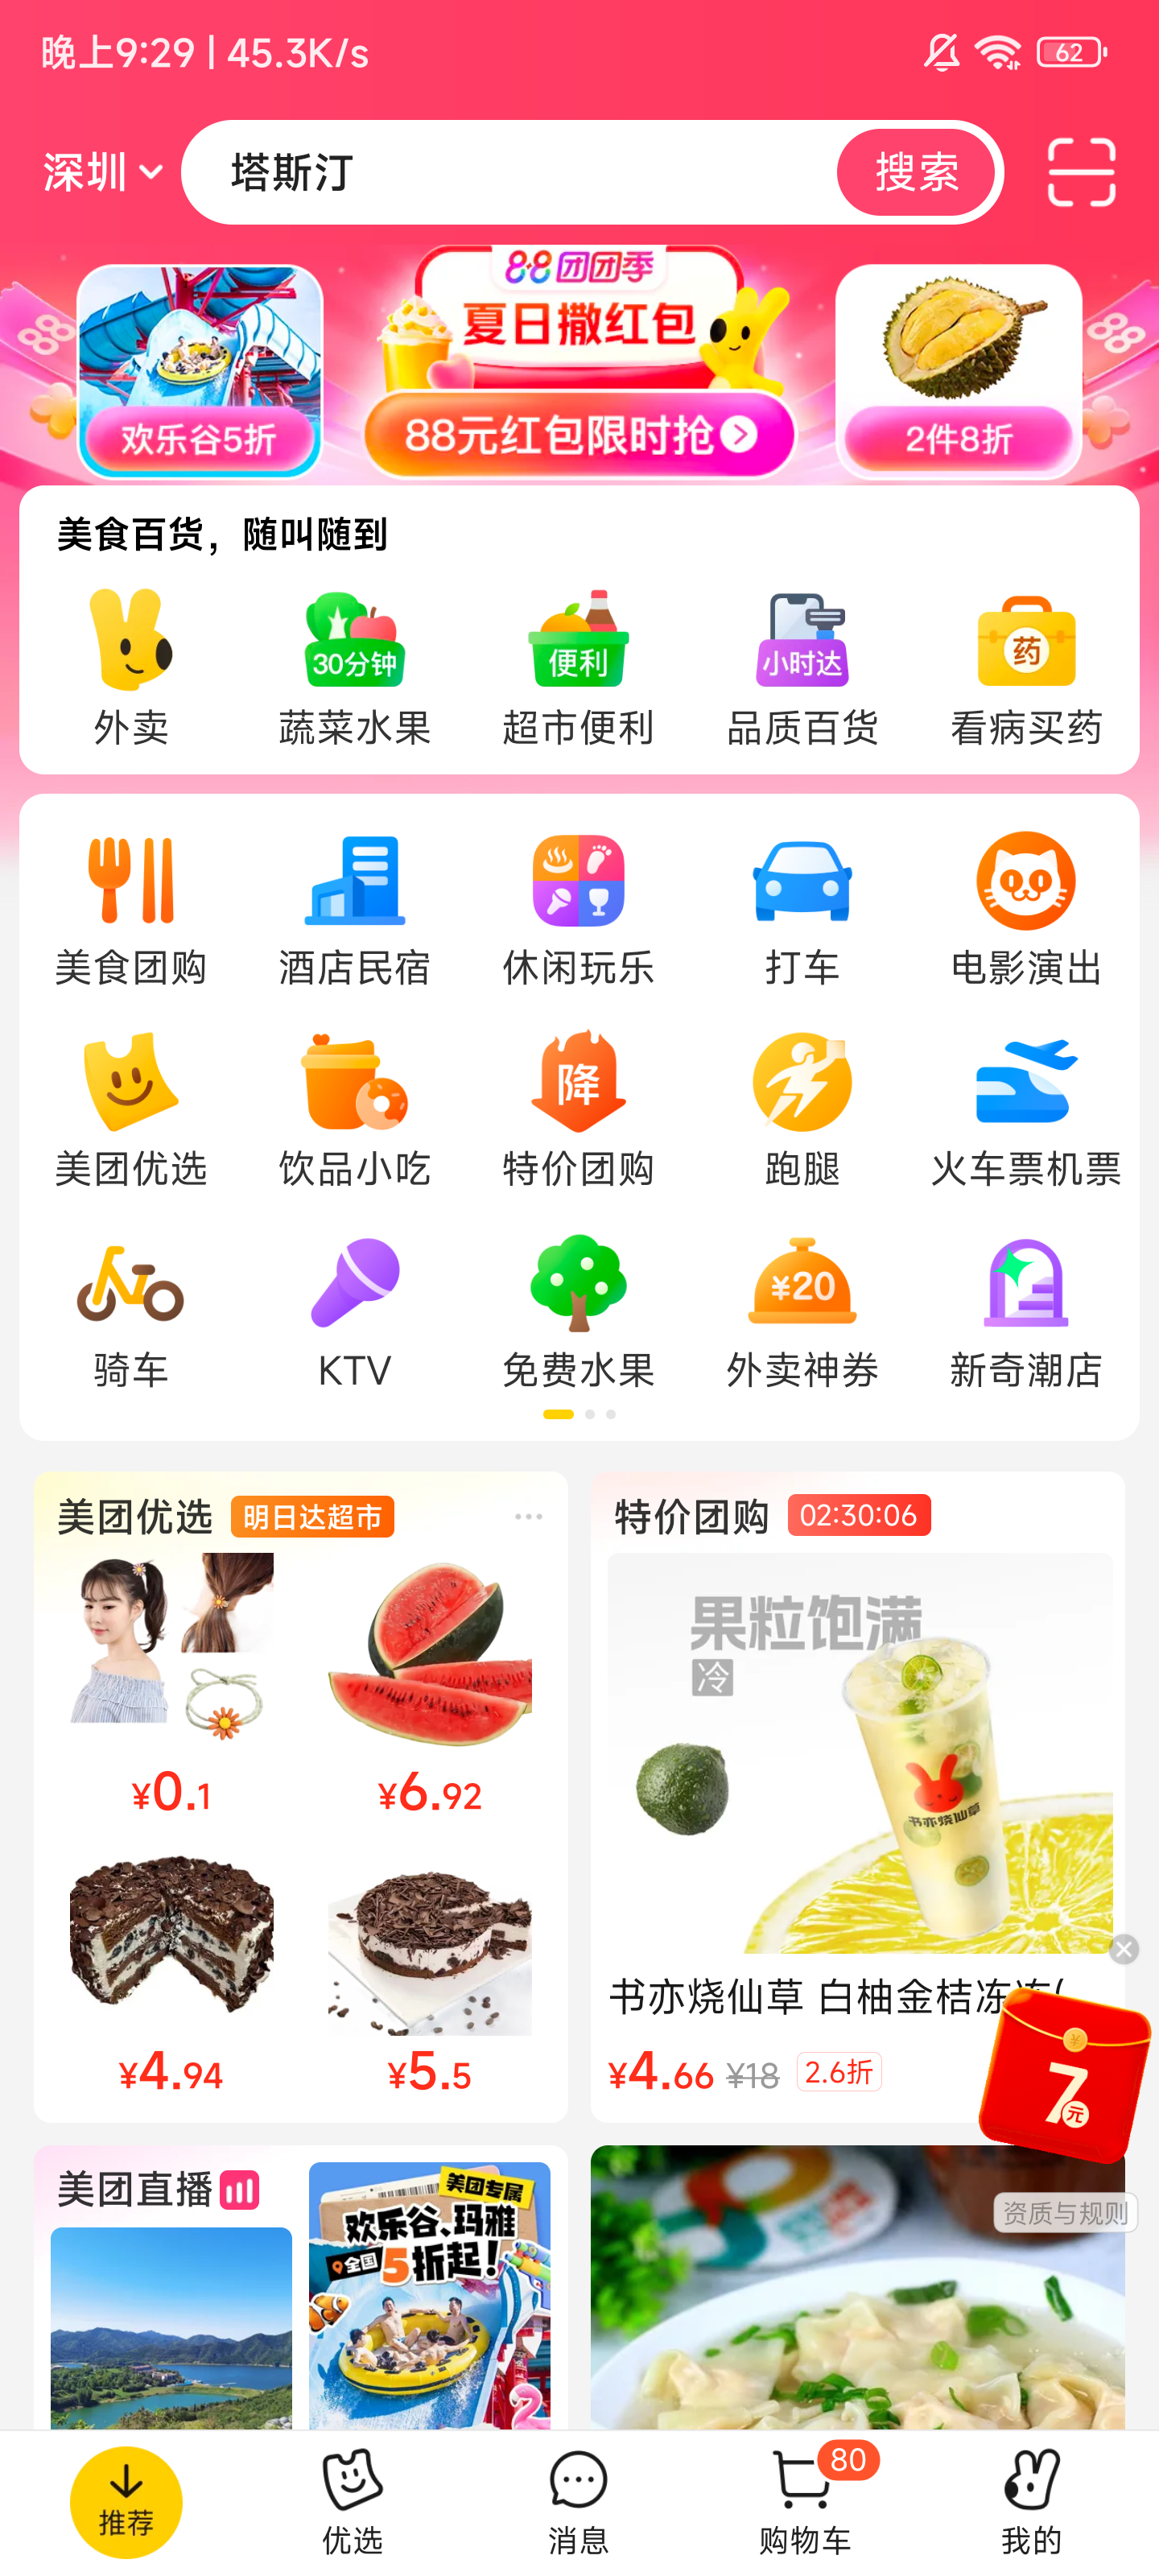 晚上9:29 | 45.3K/s
62
深圳
塔斯汀
搜索
88团团季
夏日撒红包
88元红包限时抢
欢乐谷5折
2件8折
88
88
美食百货，随叫随到
30分钟
便利
小时达
药
外卖
蔬菜水果
超市便利
品质百货
看病买药
美食团购
酒店民宿
休闲玩乐
打车
电影演出
降
美团优选
饮品小吃
特价团购
跑腿
火车票机票
¥20
骑车
KTV
免费水果
外卖神券
新奇潮店
美团优选
明日达超市
¥0.1
¥6.92
¥4.94
¥5.5
特价团购
02:30:06
果粒饱满
冷
书亦烧仙草
书亦烧仙草 白柚金桔冻冻(
¥4.66
¥18
2.6折
7元
美团直播
美团专属
欢乐谷、玛雅
全国
5折起!
资质与规则
推荐
优选
消息
80
购物车
我的